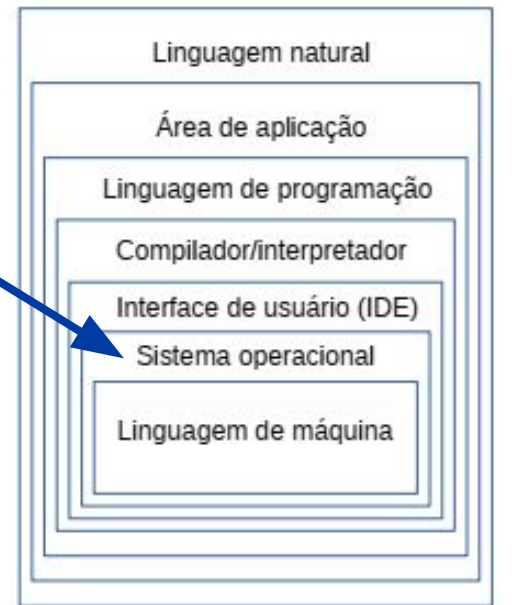 Linguagem natural
Área de aplicação
Linguagem de programação
Compilador/interpretador
Interface de usuário (IDE)
Sistema operacional
Linguagem de máquina